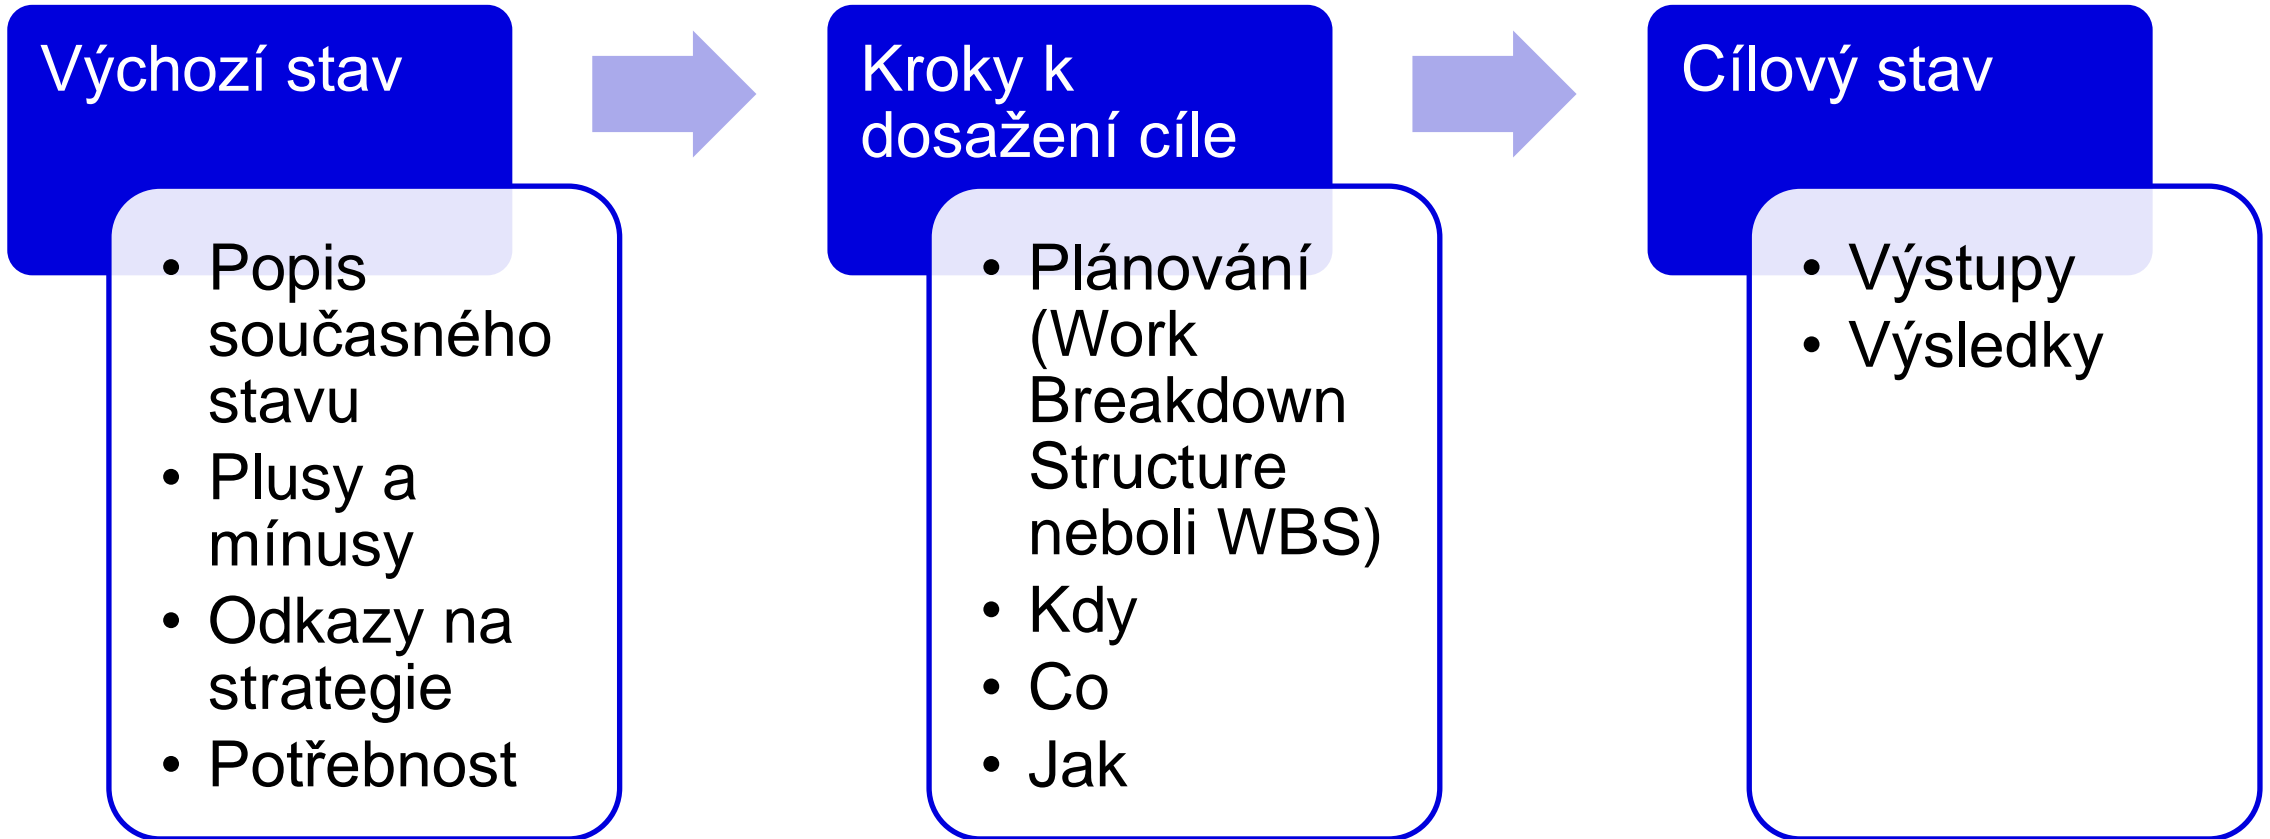 Výchozí stav
• Popis
současného
stavu
• Plusy a
mínusy
• Odkazy na
strategie
• Potřebnost
Kroky k
dosažení cíle
• Plánování
(Work
Breakdown
Structure
neboli WBS)
• Kdy
• Co
• Jak
Cílový stav
• Výstupy
• Výsledky